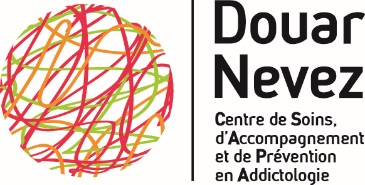 Douar
Nevez
Centre de Soins,
d'Accompagnement
et de Prévention
en Addictologie